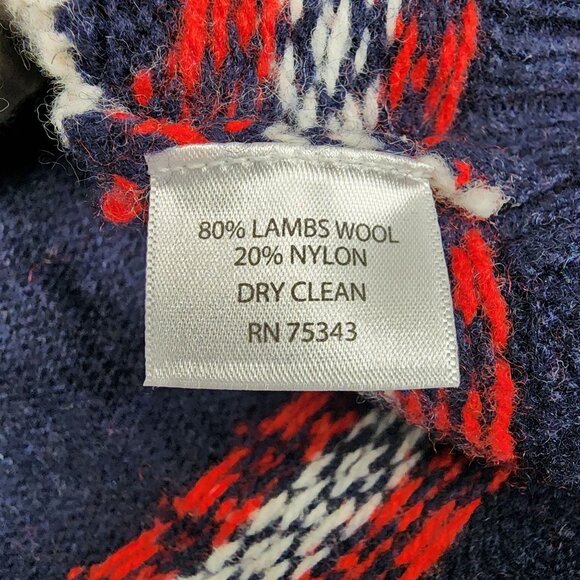 80% LAMBS WOOL
20% NYLON
DRY CLEAN
RN 75343